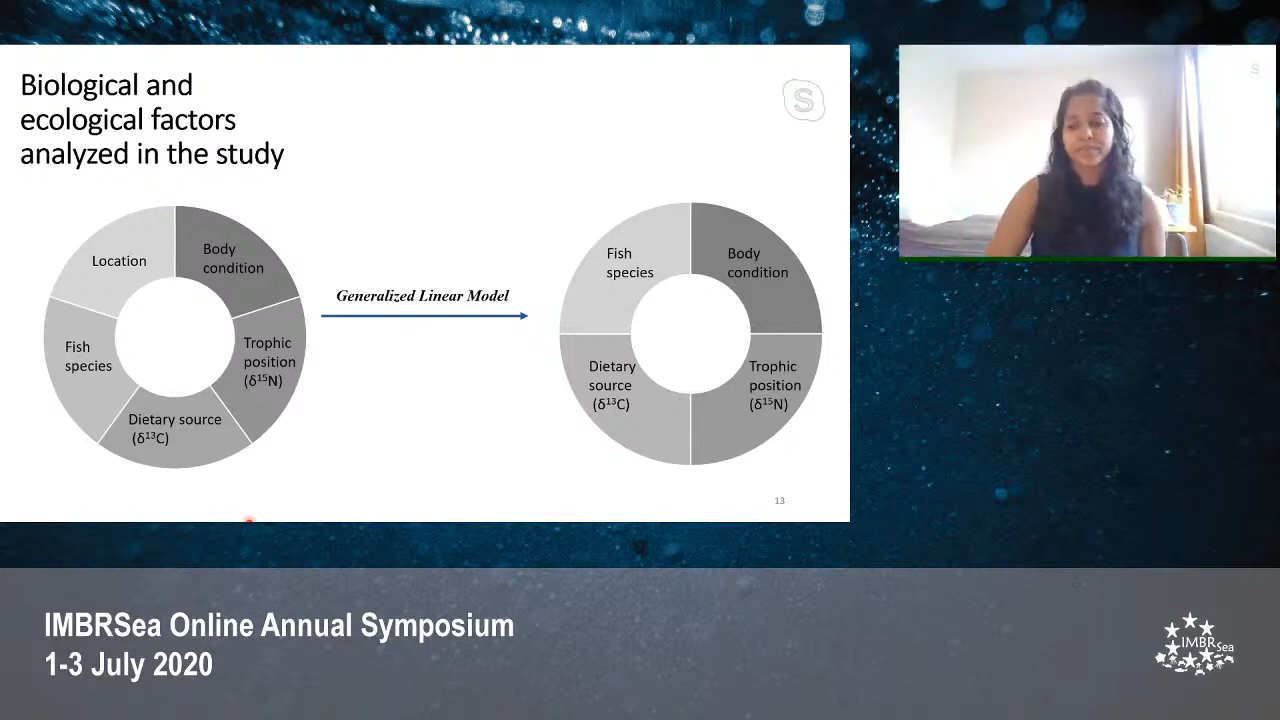 Biological and
ecological factors
analyzed in the study
S
S
Location
Body
condition
Fish
species
Trophic
position
(δ¹⁵N)
Dietary source
(δ¹³C)
Generalized Linear Model
Fish
species
Body
condition
Dietary
source
(δ¹³C)
Trophic
position
(δ¹⁵N)
13
IMBRSea Online Annual Symposium
1-3 July 2020
IMBRSea